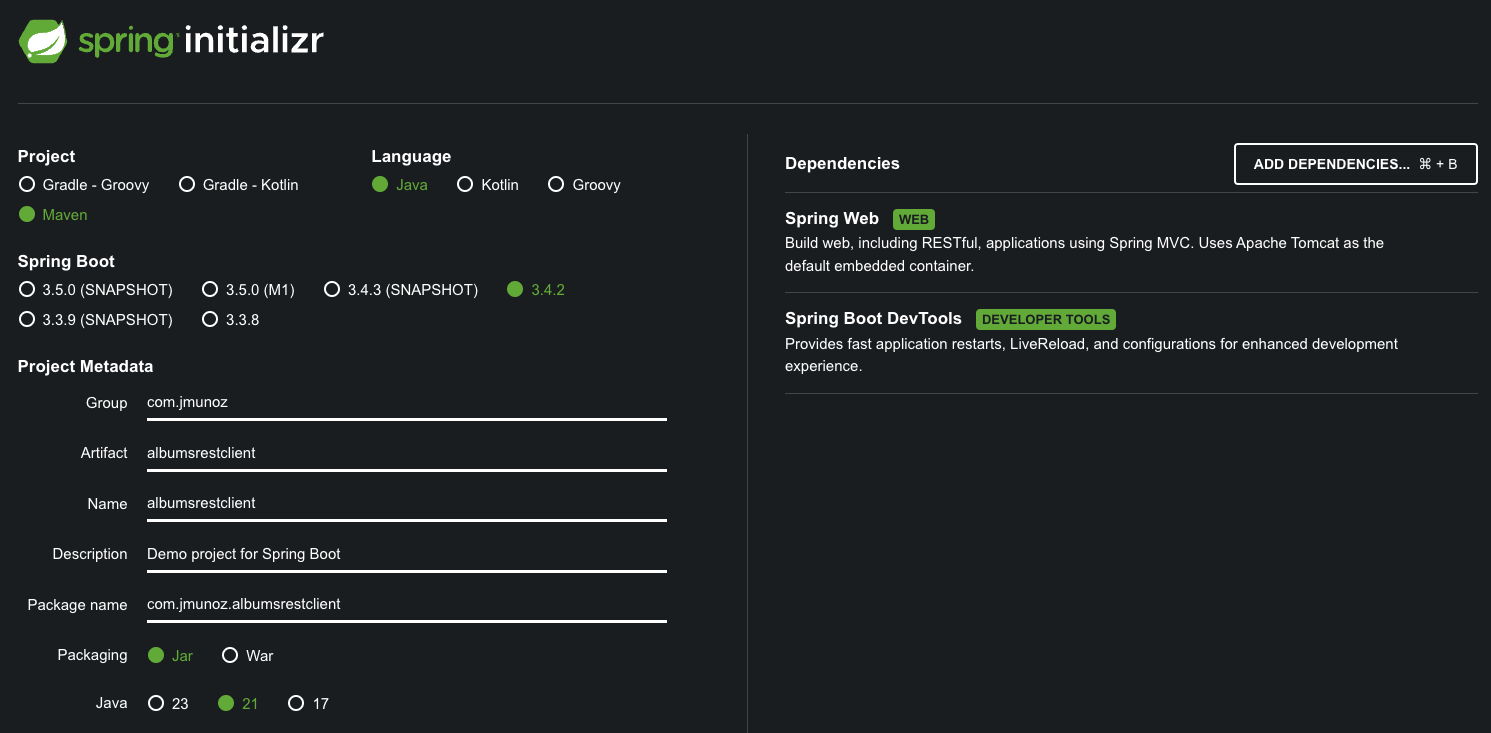 spring initializr
Project
Language
Gradle - Groovy
Gradle - Kotlin
Java
Kotlin
Groovy
Maven
Spring Boot
3.5.0 (SNAPSHOT)
3.5.0 (M1)
3.4.3 (SNAPSHOT)
3.4.2
3.3.9 (SNAPSHOT)
3.3.8
Project Metadata
Group com.jmunoz
Artifact albumsrestclient
Name albumsrestclient
Description Demo project for Spring Boot
Package name com.jmunoz.albumsrestclient
Packaging Jar War
Java 23 21 17
Dependencies
ADD DEPENDENCIES... ⌘ + B
Spring Web WEB
Build web, including RESTful, applications using Spring MVC. Uses Apache Tomcat as the
default embedded container.
Spring Boot DevTools DEVELOPER TOOLS
Provides fast application restarts, LiveReload, and configurations for enhanced development
experience.